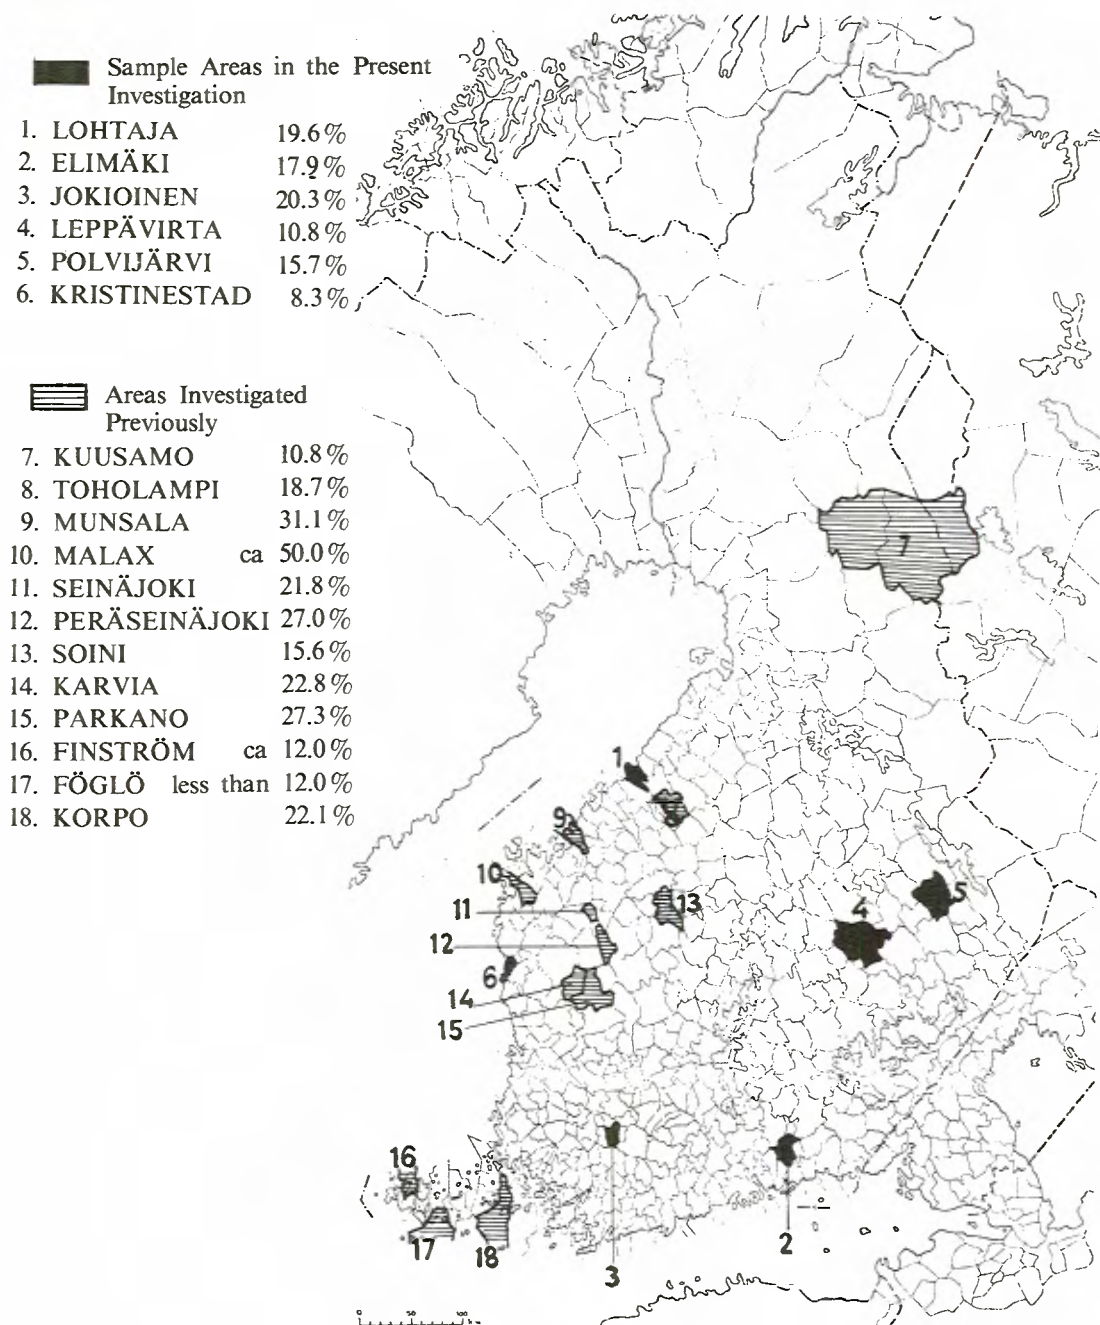 Sample Areas in the Present
Investigation
1. LOHTAJA 19.6%
2. ELIMÄKI 17.9%
3. JOKIOINEN 20.3%
4. LEPPÄVIRTA 10.8%
5. POLVIJÄRVI 15.7%
6. KRISTINESTAD 8.3%
Areas Investigated
Previously
7. KUUSAMO 10.8%
8. TOHOLAMPI 18.7%
9. MUNSALA 31.1%
10. MALAX ca 50.0%
11. SEINÄJOKI 21.8%
12. PERÄSEINÄJOKI 27.0%
13. SOINI 15.6%
14. KARVIA 22.8%
15. PARKANO 27.3%
16. FINSTRÖM ca 12.0%
17. FÖGLÖ less than 12.0%
18. KORPO 22.1%
7
1
8
9
10
11
13
12
4
5
6
14
15
16
17
18
3
2
0 50 100
km